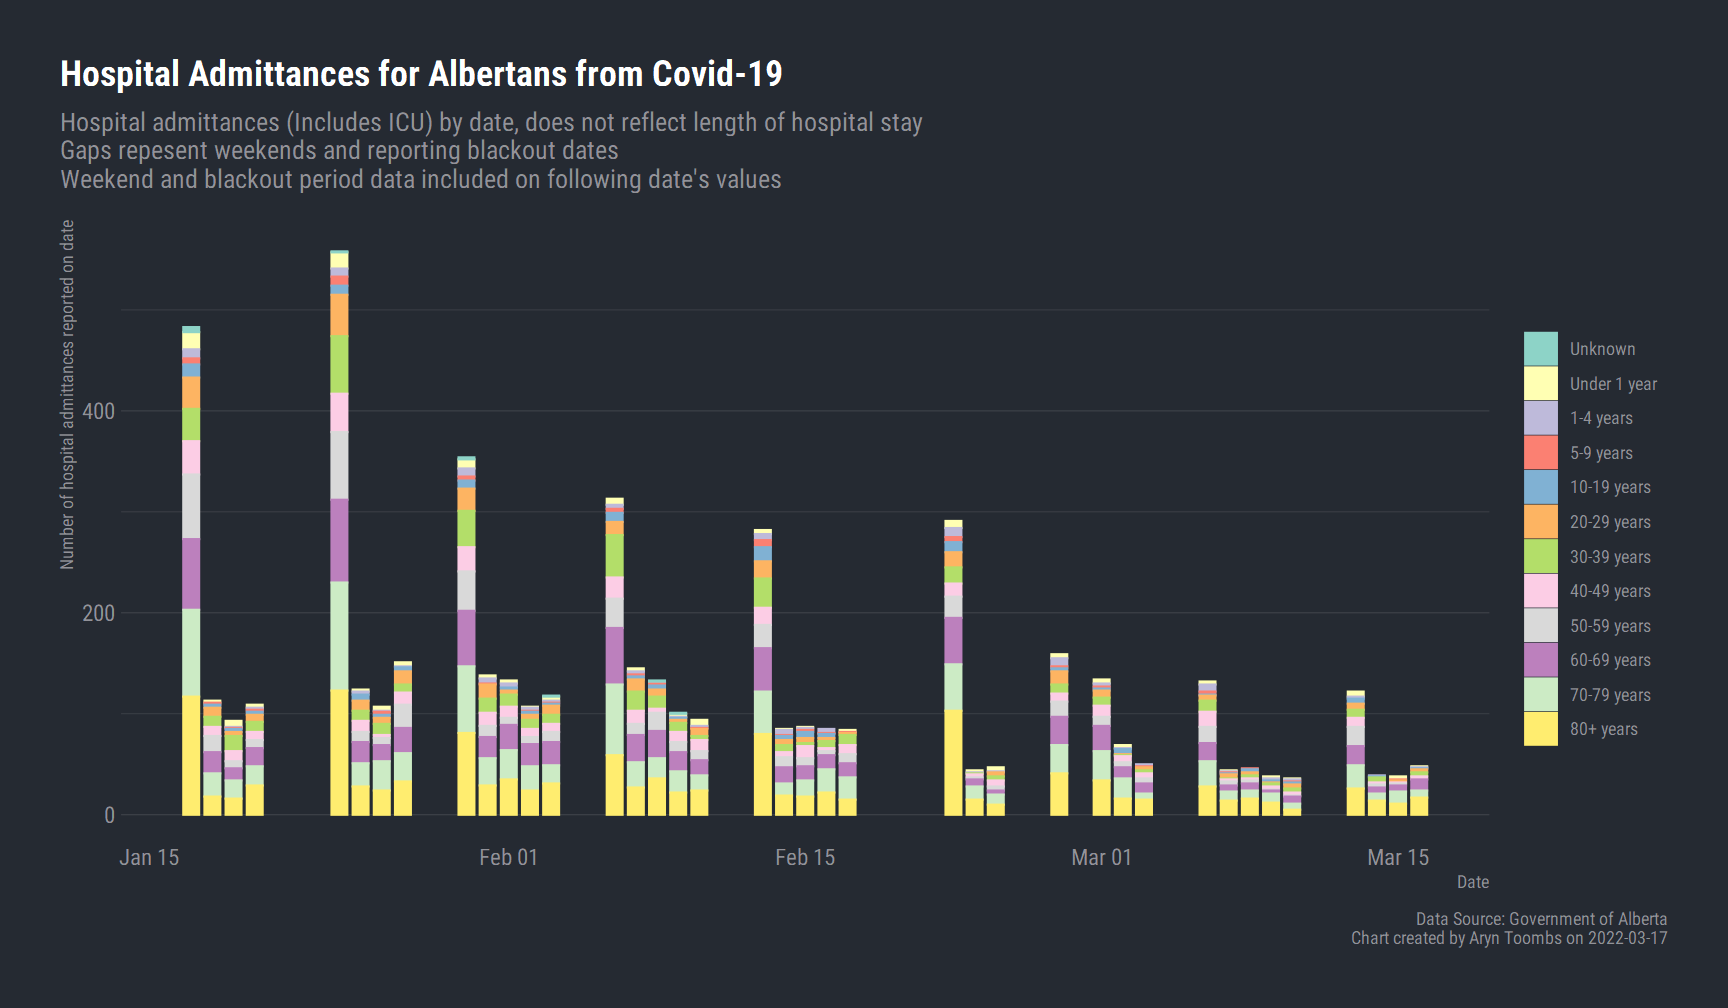 Hospital Admittances for Albertans from Covid-19
Hospital admittances (Includes ICU) by date, does not reflect length of hospital stay
Gaps repesent weekends and reporting blackout dates
Weekend and blackout period data included on following date's values
Number of hospital admittances reported on date
400
200
0
Jan 15
Feb 01
Feb 15
Mar 01
Mar 15
Date
Unknown
Under 1 year
1-4 years
5-9 years
10-19 years
20-29 years
30-39 years
40-49 years
50-59 years
60-69 years
70-79 years
80+ years
Data Source: Government of Alberta
Chart created by Aryn Toombs on 2022-03-17